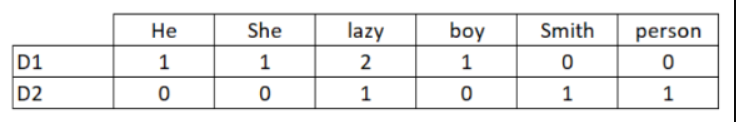 He She lazy boy Smith person
D1 1 1 2 1 0 0
D2 0 0 1 0 1 1